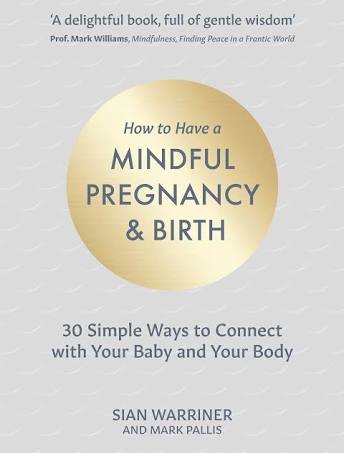 ‘A delightful book, full of gentle wisdom’
Prof. Mark Williams, Mindfulness, Finding Peace in a Frantic World
How to Have a
MINDFUL
PREGNANCY
& BIRTH
30 Simple Ways to Connect
with Your Baby and Your Body
SIAN WARRINER
AND MARK PALLIS